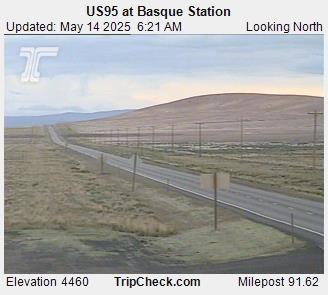 US95 at Basque Station
Updated: May 14 2025 6:21 AM Looking North
Elevation 4460 TripCheck.com Milepost 91.62